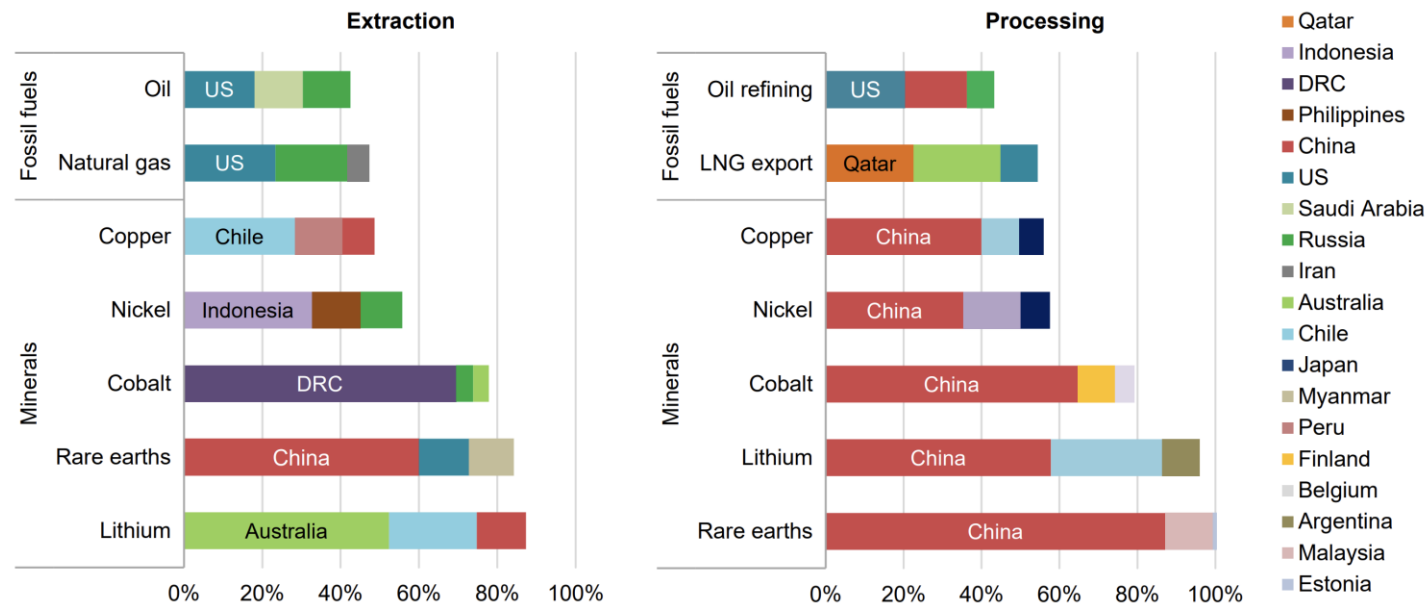 Extraction
Fossil fuels
Oil
US
Natural gas
US
Minerals
Copper
Chile
Nickel
Indonesia
Cobalt
DRC
Rare earths
China
Lithium
Australia
0% 20% 40% 60% 80% 100%
Processing
Fossil fuels
Oil refining
US
LNG export
Qatar
Minerals
Copper
China
Nickel
China
Cobalt
China
Lithium
China
Rare earths
China
0% 20% 40% 60% 80% 100%
Qatar
Indonesia
DRC
Philippines
China
US
Saudi Arabia
Russia
Iran
Australia
Chile
Japan
Myanmar
Peru
Finland
Belgium
Argentina
Malaysia
Estonia